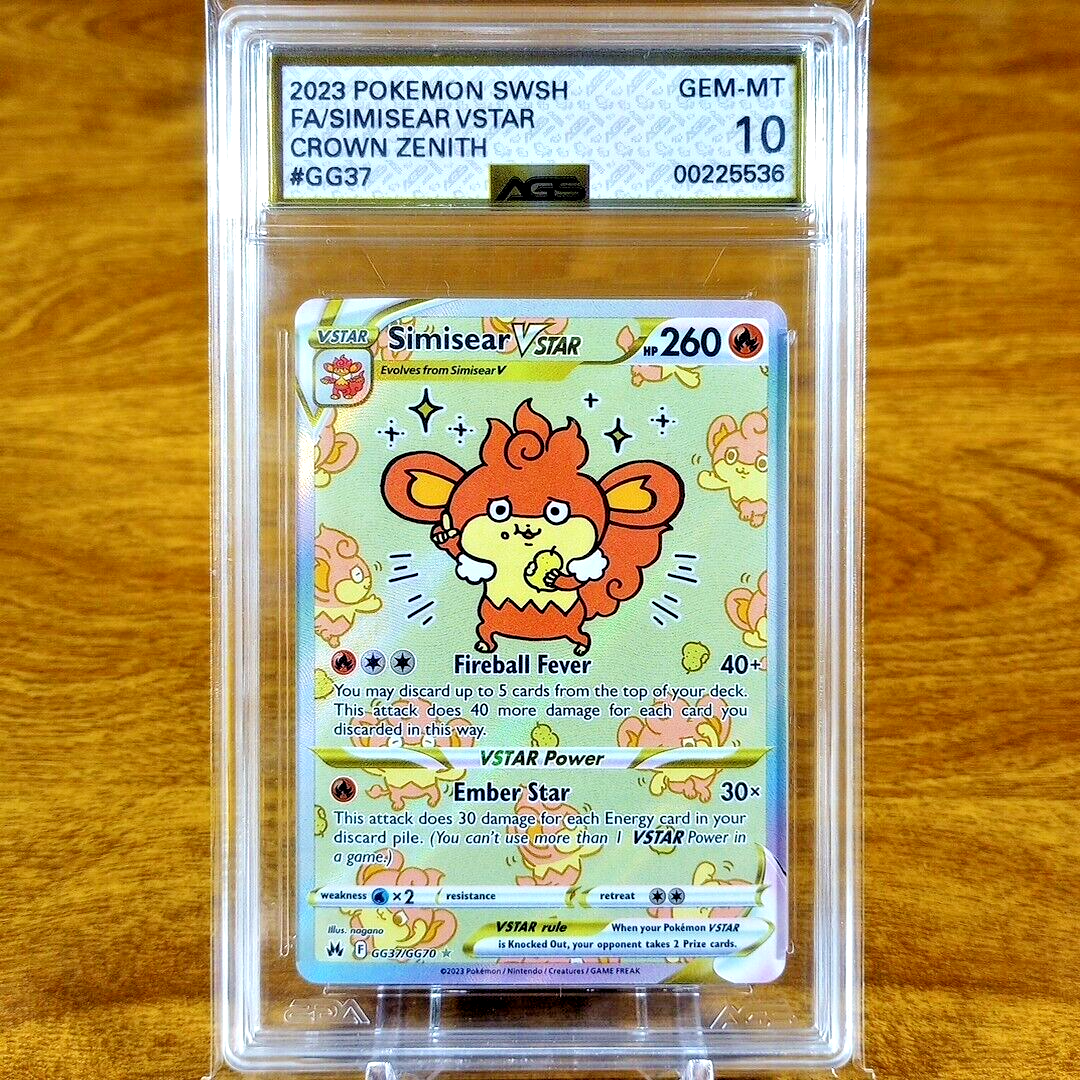 2023 POKEMON SWSH
GEM-MT
FA/SIMISEAR VSTAR
10
CROWN ZENITH
#GG37
AGS
00225536
VSTAR
Simisear VSTAR
HP 260
Evolves from Simisear V
Fireball Fever
40+
You may discard up to 5 cards from the top of your deck.
This attack does 40 more damage for each card you
discarded in this way.
VSTAR Power
Ember Star
30×
This attack does 30 damage for each Energy card in your
discard pile. (You can't use more than 1 VSTAR Power in
a game.)
weakness ×2 resistance retreat
Illus. nagano
VSTAR rule
When your Pokémon VSTAR
is Knocked Out, your opponent takes 2 Prize cards.
F GG37/GG70
©2023 Pokémon / Nintendo / Creatures / GAME FREAK
AGS